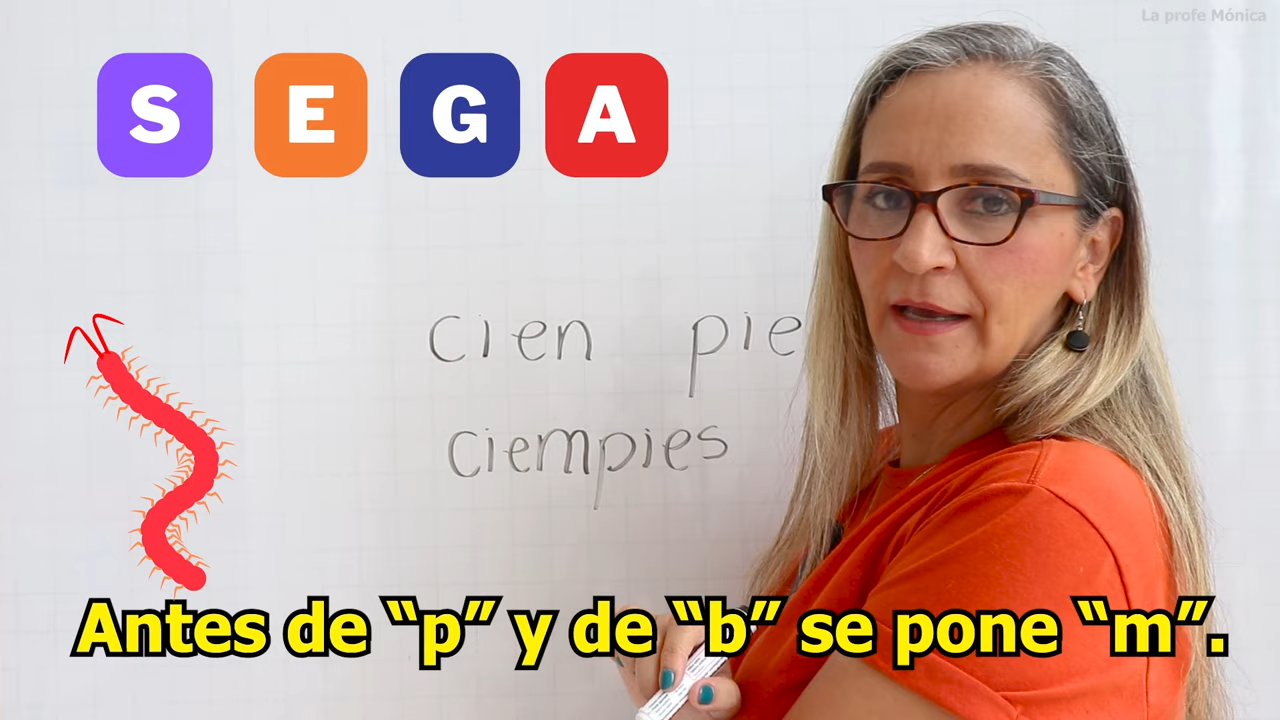 La profe Mónica
S E G A
cien pie
ciempies
Antes de “p” y de “b” se pone “m”.